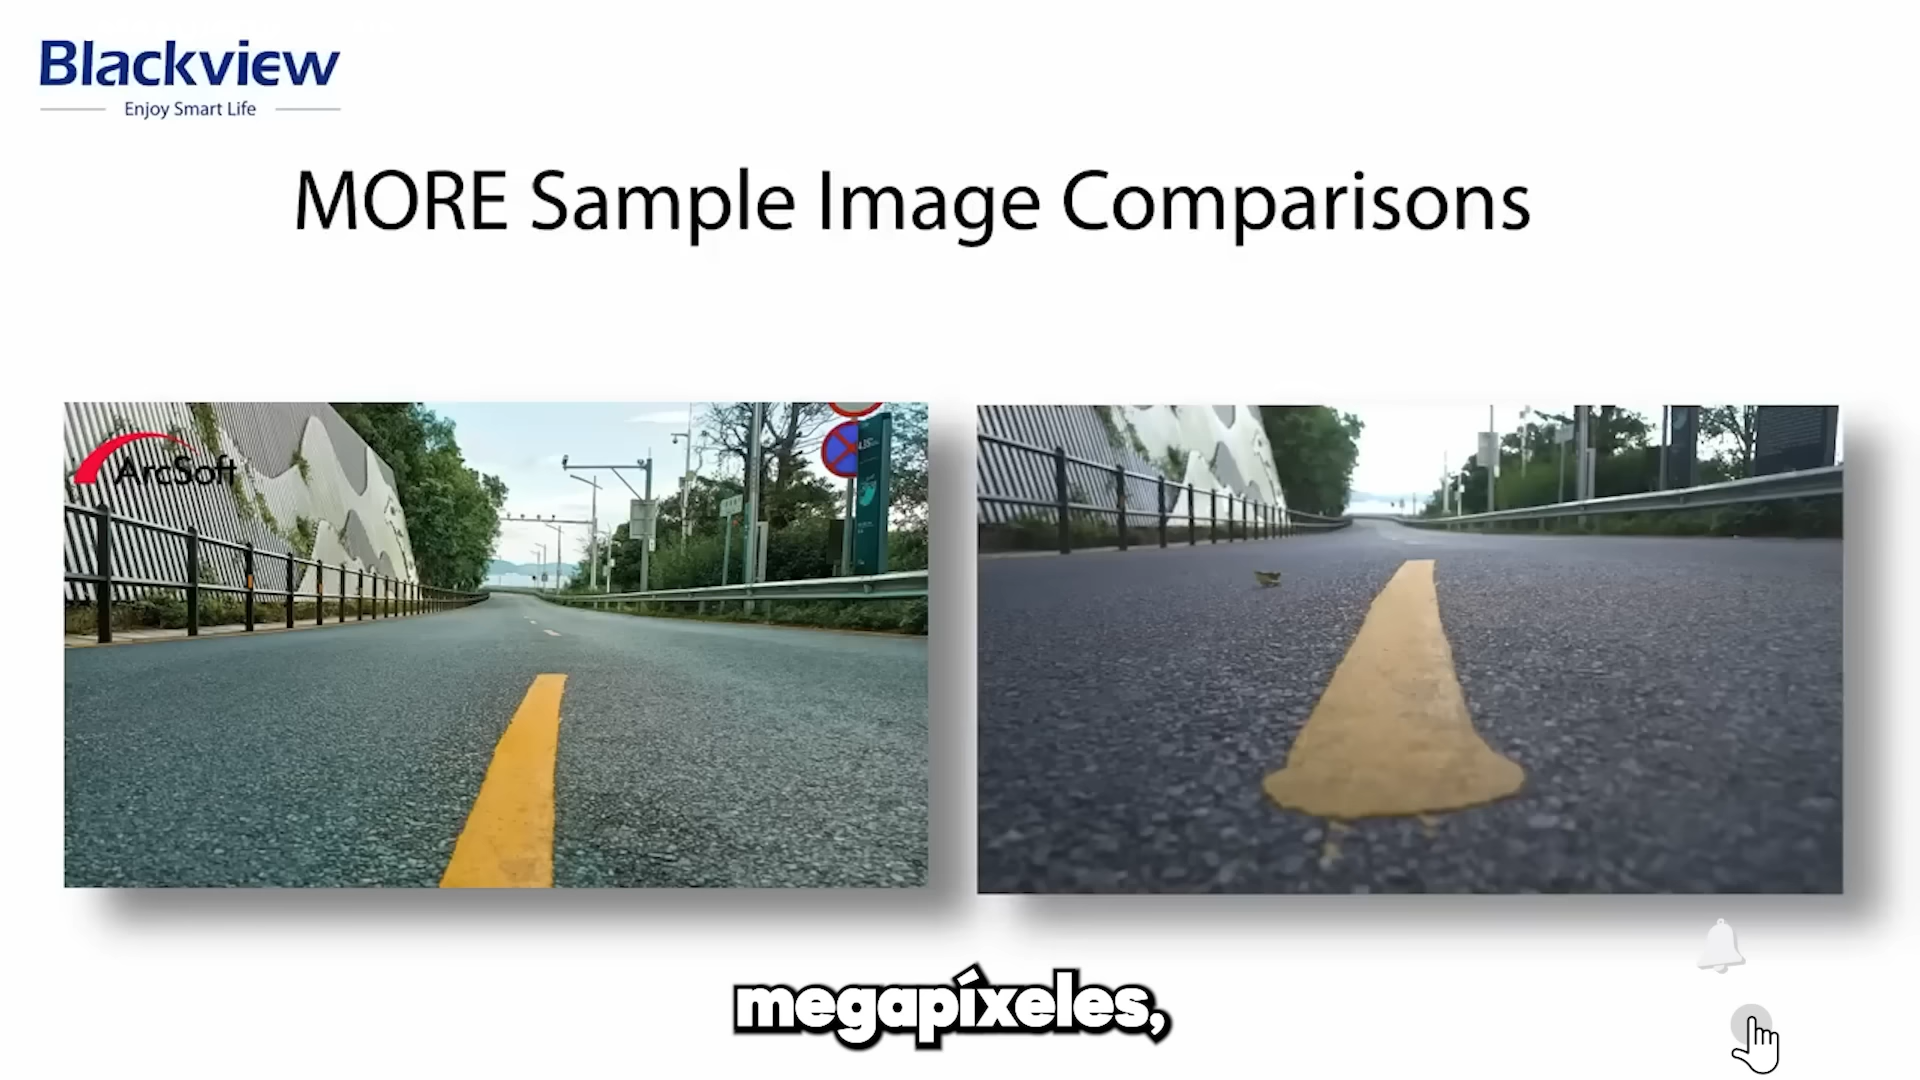 Blackview
Enjoy Smart Life
MORE Sample Image Comparisons
ArcSoft
megapíxeles,